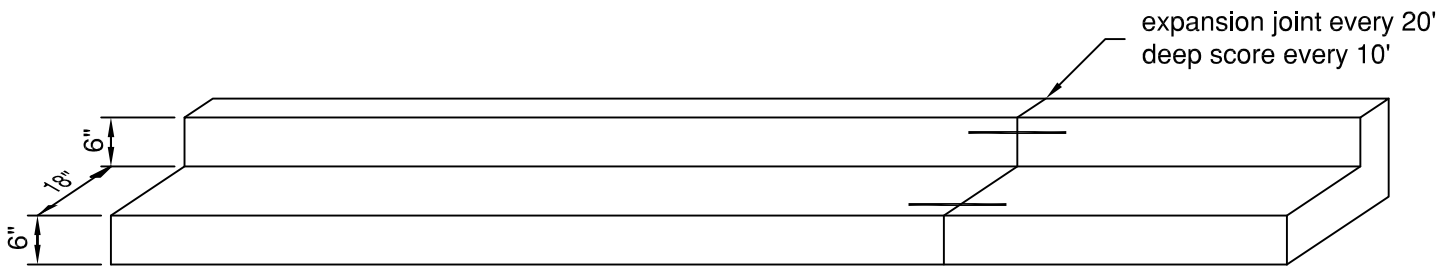 expansion joint every 20'
deep score every 10'
6"
18"
6"